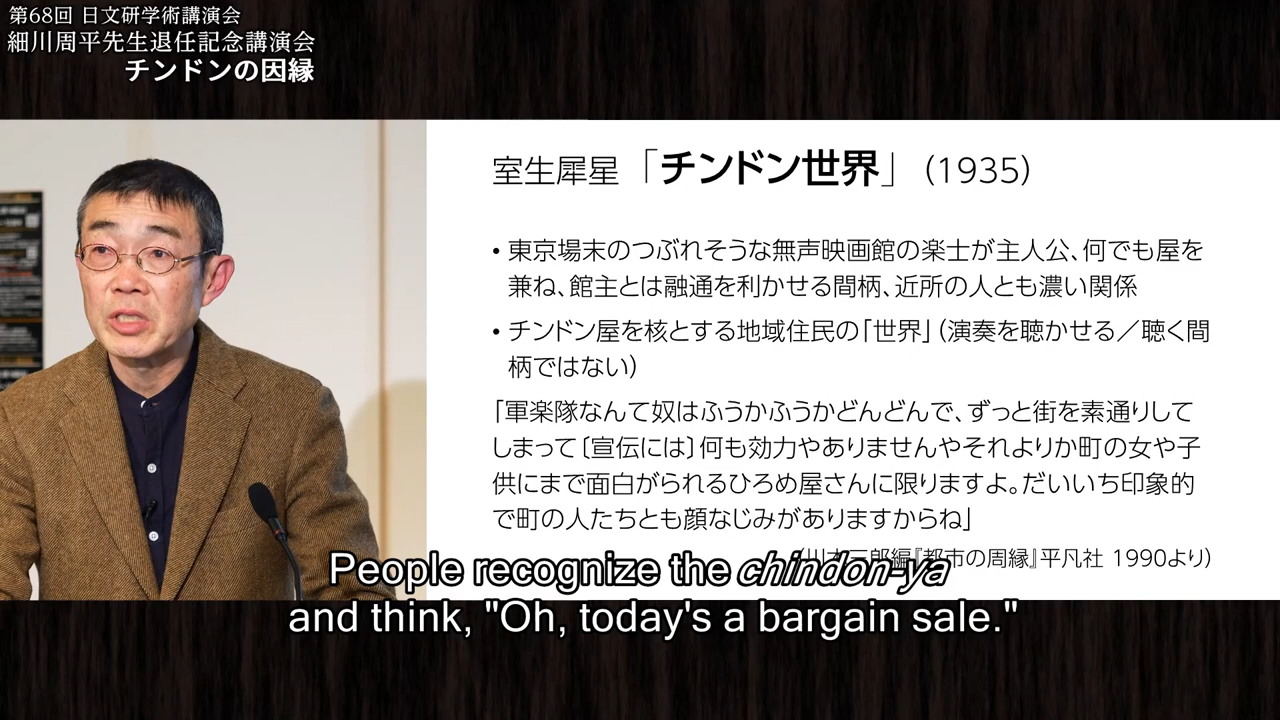 第68回 日文研学術講演会
細川周平先生退任記念講演会
チンドンの因縁
室生犀星「チンドン世界」（1935）
• 東京場末のつぶれそうな無声映画館の楽士が主人公、何でも屋を
兼ね、館主とは融通を利かせる間柄、近所の人とも濃い関係
• チンドン屋を核とする地域住民の「世界」（演奏を聴かせる／聴く間
柄ではない）
「軍楽隊なんて奴はふうかふうかどんどんで、ずっと街を素通りして
しまって〔宣伝には〕何も効力やありませんやそれよりか町の女や子
供にまで面白がられるひろめ屋さんに限りますよ。だいいち印象的
で町の人たちとも顔なじみがありますからね」
（川本三郎編『都市の周縁』平凡社 1990より）
People recognize the chindon-ya
and think, "Oh, today's a bargain sale."